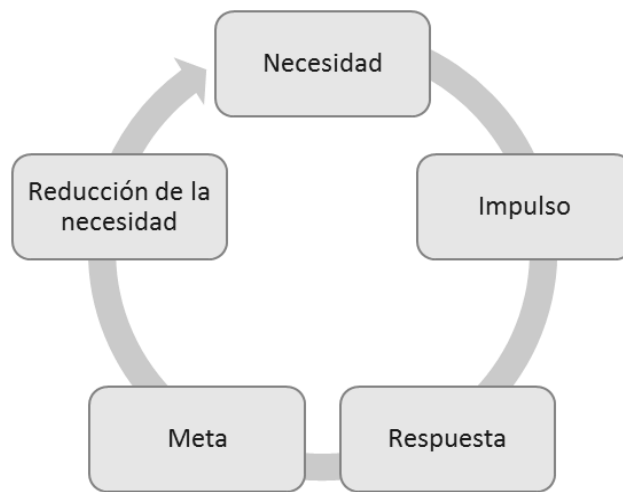 Necesidad
Impulso
Respuesta
Meta
Reducción de la
necesidad